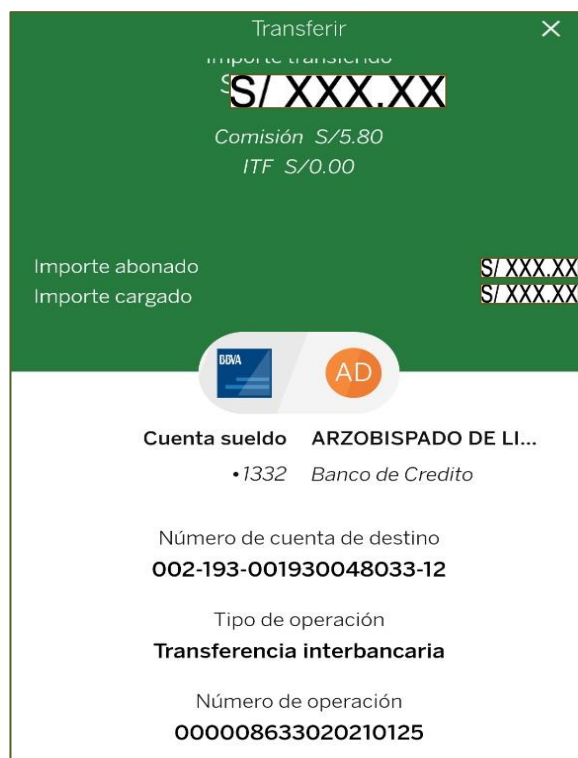 Transferir
Importe transferido
S/ XXX.XX
Comisión S/5.80
ITF S/0.00
Importe abonado S/ XXX.XX
Importe cargado S/ XXX.XX
BBVA AD
Cuenta sueldo ARZOBISPADO DE LI...
•1332 Banco de Credito
Número de cuenta de destino
002-193-001930048033-12
Tipo de operación
Transferencia interbancaria
Número de operación
000008633020210125